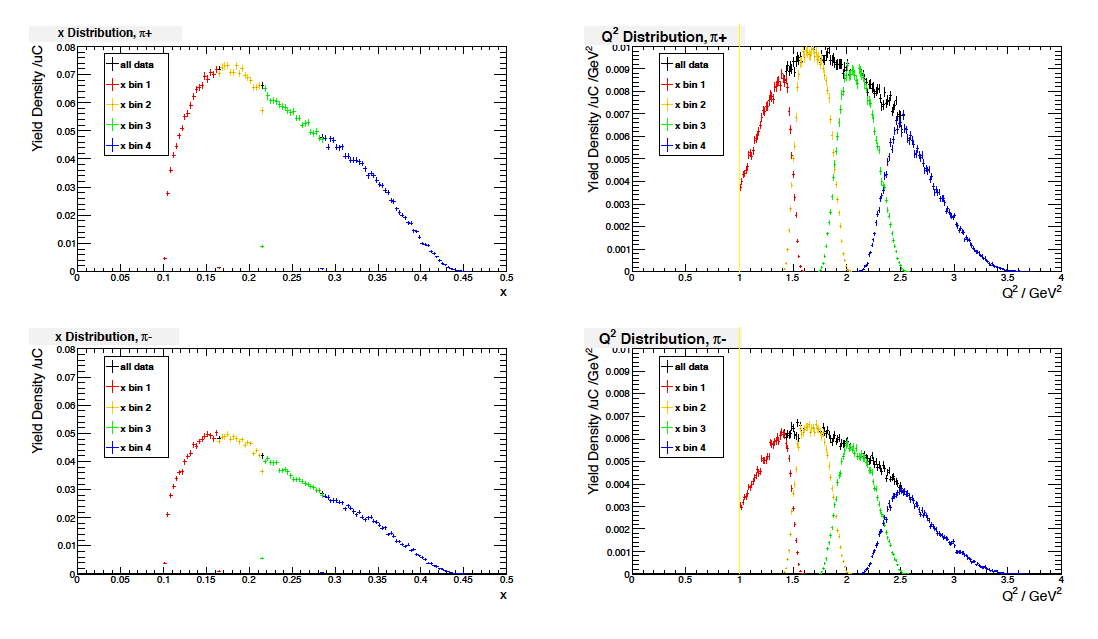 x Distribution, π+
Yield Density /uC
0.08
0.07
0.06
0.05
0.04
0.03
0.02
0.01
0
all data
x bin 1
x bin 2
x bin 3
x bin 4
0 0.05 0.1 0.15 0.2 0.25 0.3 0.35 0.4 0.45 0.5
x
Q² Distribution, π+
Yield Density /uC /GeV²
0.01
0.009
0.008
0.007
0.006
0.005
0.004
0.003
0.002
0.001
0
all data
x bin 1
x bin 2
x bin 3
x bin 4
0 0.5 1 1.5 2 2.5 3 3.5 4
Q² / GeV²
x Distribution, π-
Yield Density /uC
0.08
0.07
0.06
0.05
0.04
0.03
0.02
0.01
0
all data
x bin 1
x bin 2
x bin 3
x bin 4
0 0.05 0.1 0.15 0.2 0.25 0.3 0.35 0.4 0.45 0.5
x
Q² Distribution, π-
Yield Density /uC /GeV²
0.01
0.009
0.008
0.007
0.006
0.005
0.004
0.003
0.002
0.001
0
all data
x bin 1
x bin 2
x bin 3
x bin 4
0 0.5 1 1.5 2 2.5 3 3.5 4
Q² / GeV²